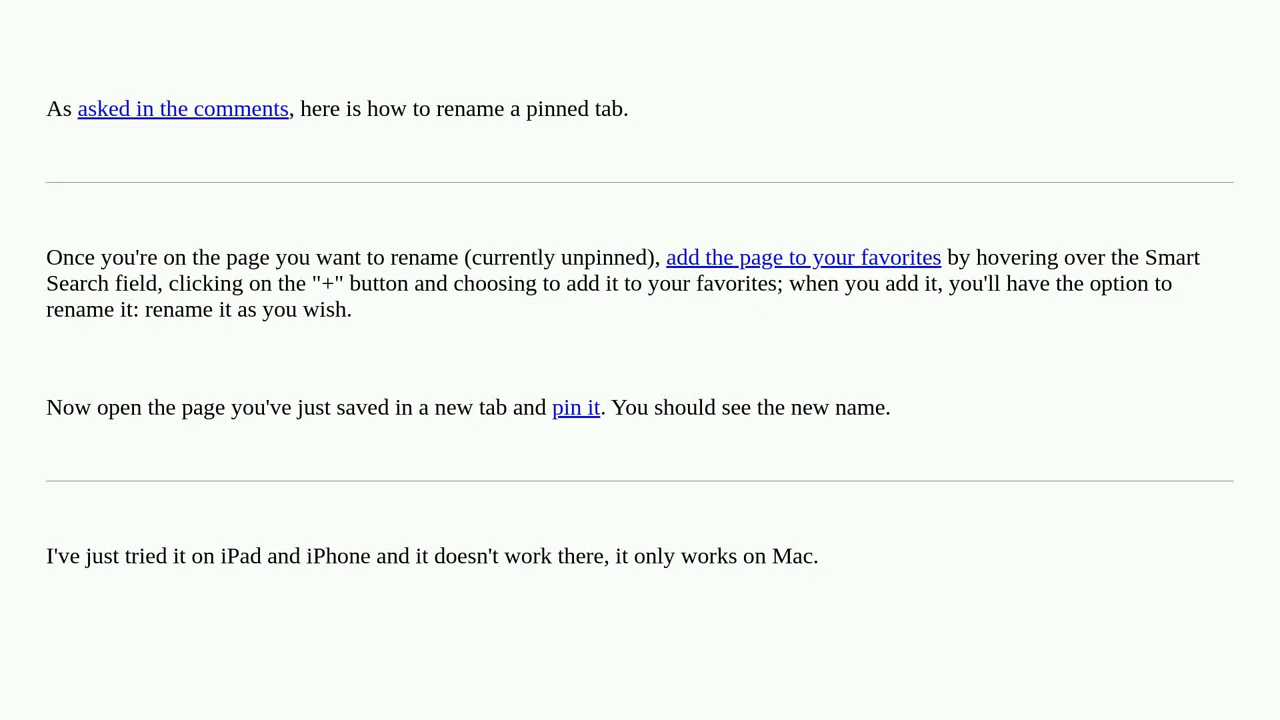 As asked in the comments, here is how to rename a pinned tab.
Once you're on the page you want to rename (currently unpinned), add the page to your favorites by hovering over the Smart
Search field, clicking on the "+" button and choosing to add it to your favorites; when you add it, you'll have the option to
rename it: rename it as you wish.
Now open the page you've just saved in a new tab and pin it. You should see the new name.
I've just tried it on iPad and iPhone and it doesn't work there, it only works on Mac.